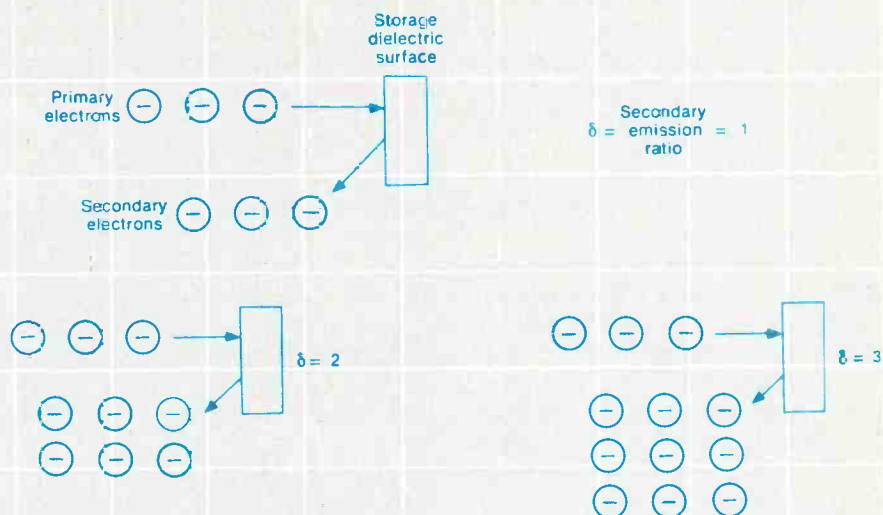 Storage
dielectric
surface
Primary
electrons
Secondary
δ = emission = 1
ratio
Secondary
electrons
δ = 2
δ = 3